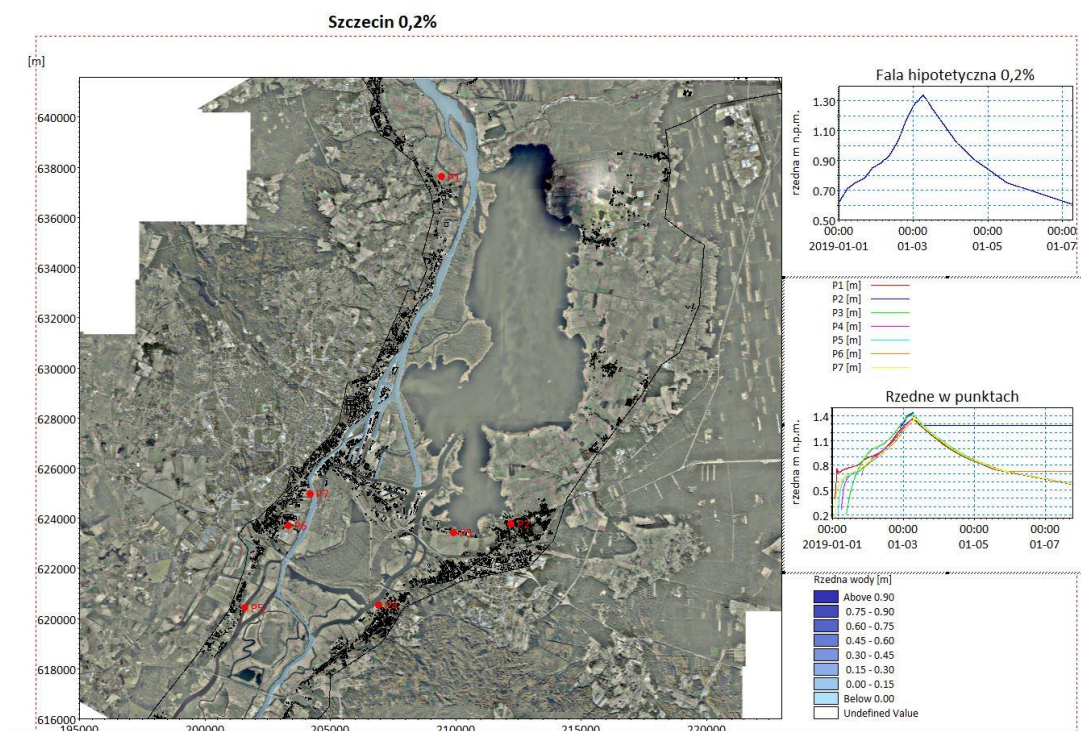 Szczecin 0,2%
[m]
640000
638000
636000
634000
632000
630000
628000
626000
624000
622000
620000
618000
616000
195000
200000
205000
210000
215000
220000
P1
P7
P6
P2
P5
Fala hipotetyczna 0,2%
rzedna m n.p.m.
1.30
1.10
0.90
0.70
0.50
00:00 00:00 00:00 00:00
2019-01-01 01-03 01-05 01-07
P1 [m]
P2 [m]
P3 [m]
P4 [m]
P5 [m]
P6 [m]
P7 [m]
Rzedne w punktach
rzedna m n.p.m.
1.4
1.1
0.8
0.5
0.2
00:00 00:00 00:00 00:00
2019-01-01 01-03 01-05 01-07
Rzedna wody [m]
Above 0.90
0.75 - 0.90
0.60 - 0.75
0.45 - 0.60
0.30 - 0.45
0.15 - 0.30
0.00 - 0.15
Below 0.00
Undefined Value